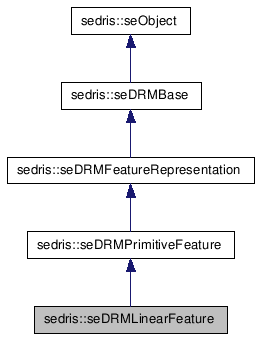 sedris::seObject
sedris::seDRMBase
sedris::seDRMFeatureRepresentation
sedris::seDRMPrimitiveFeature
sedris::seDRMLinearFeature